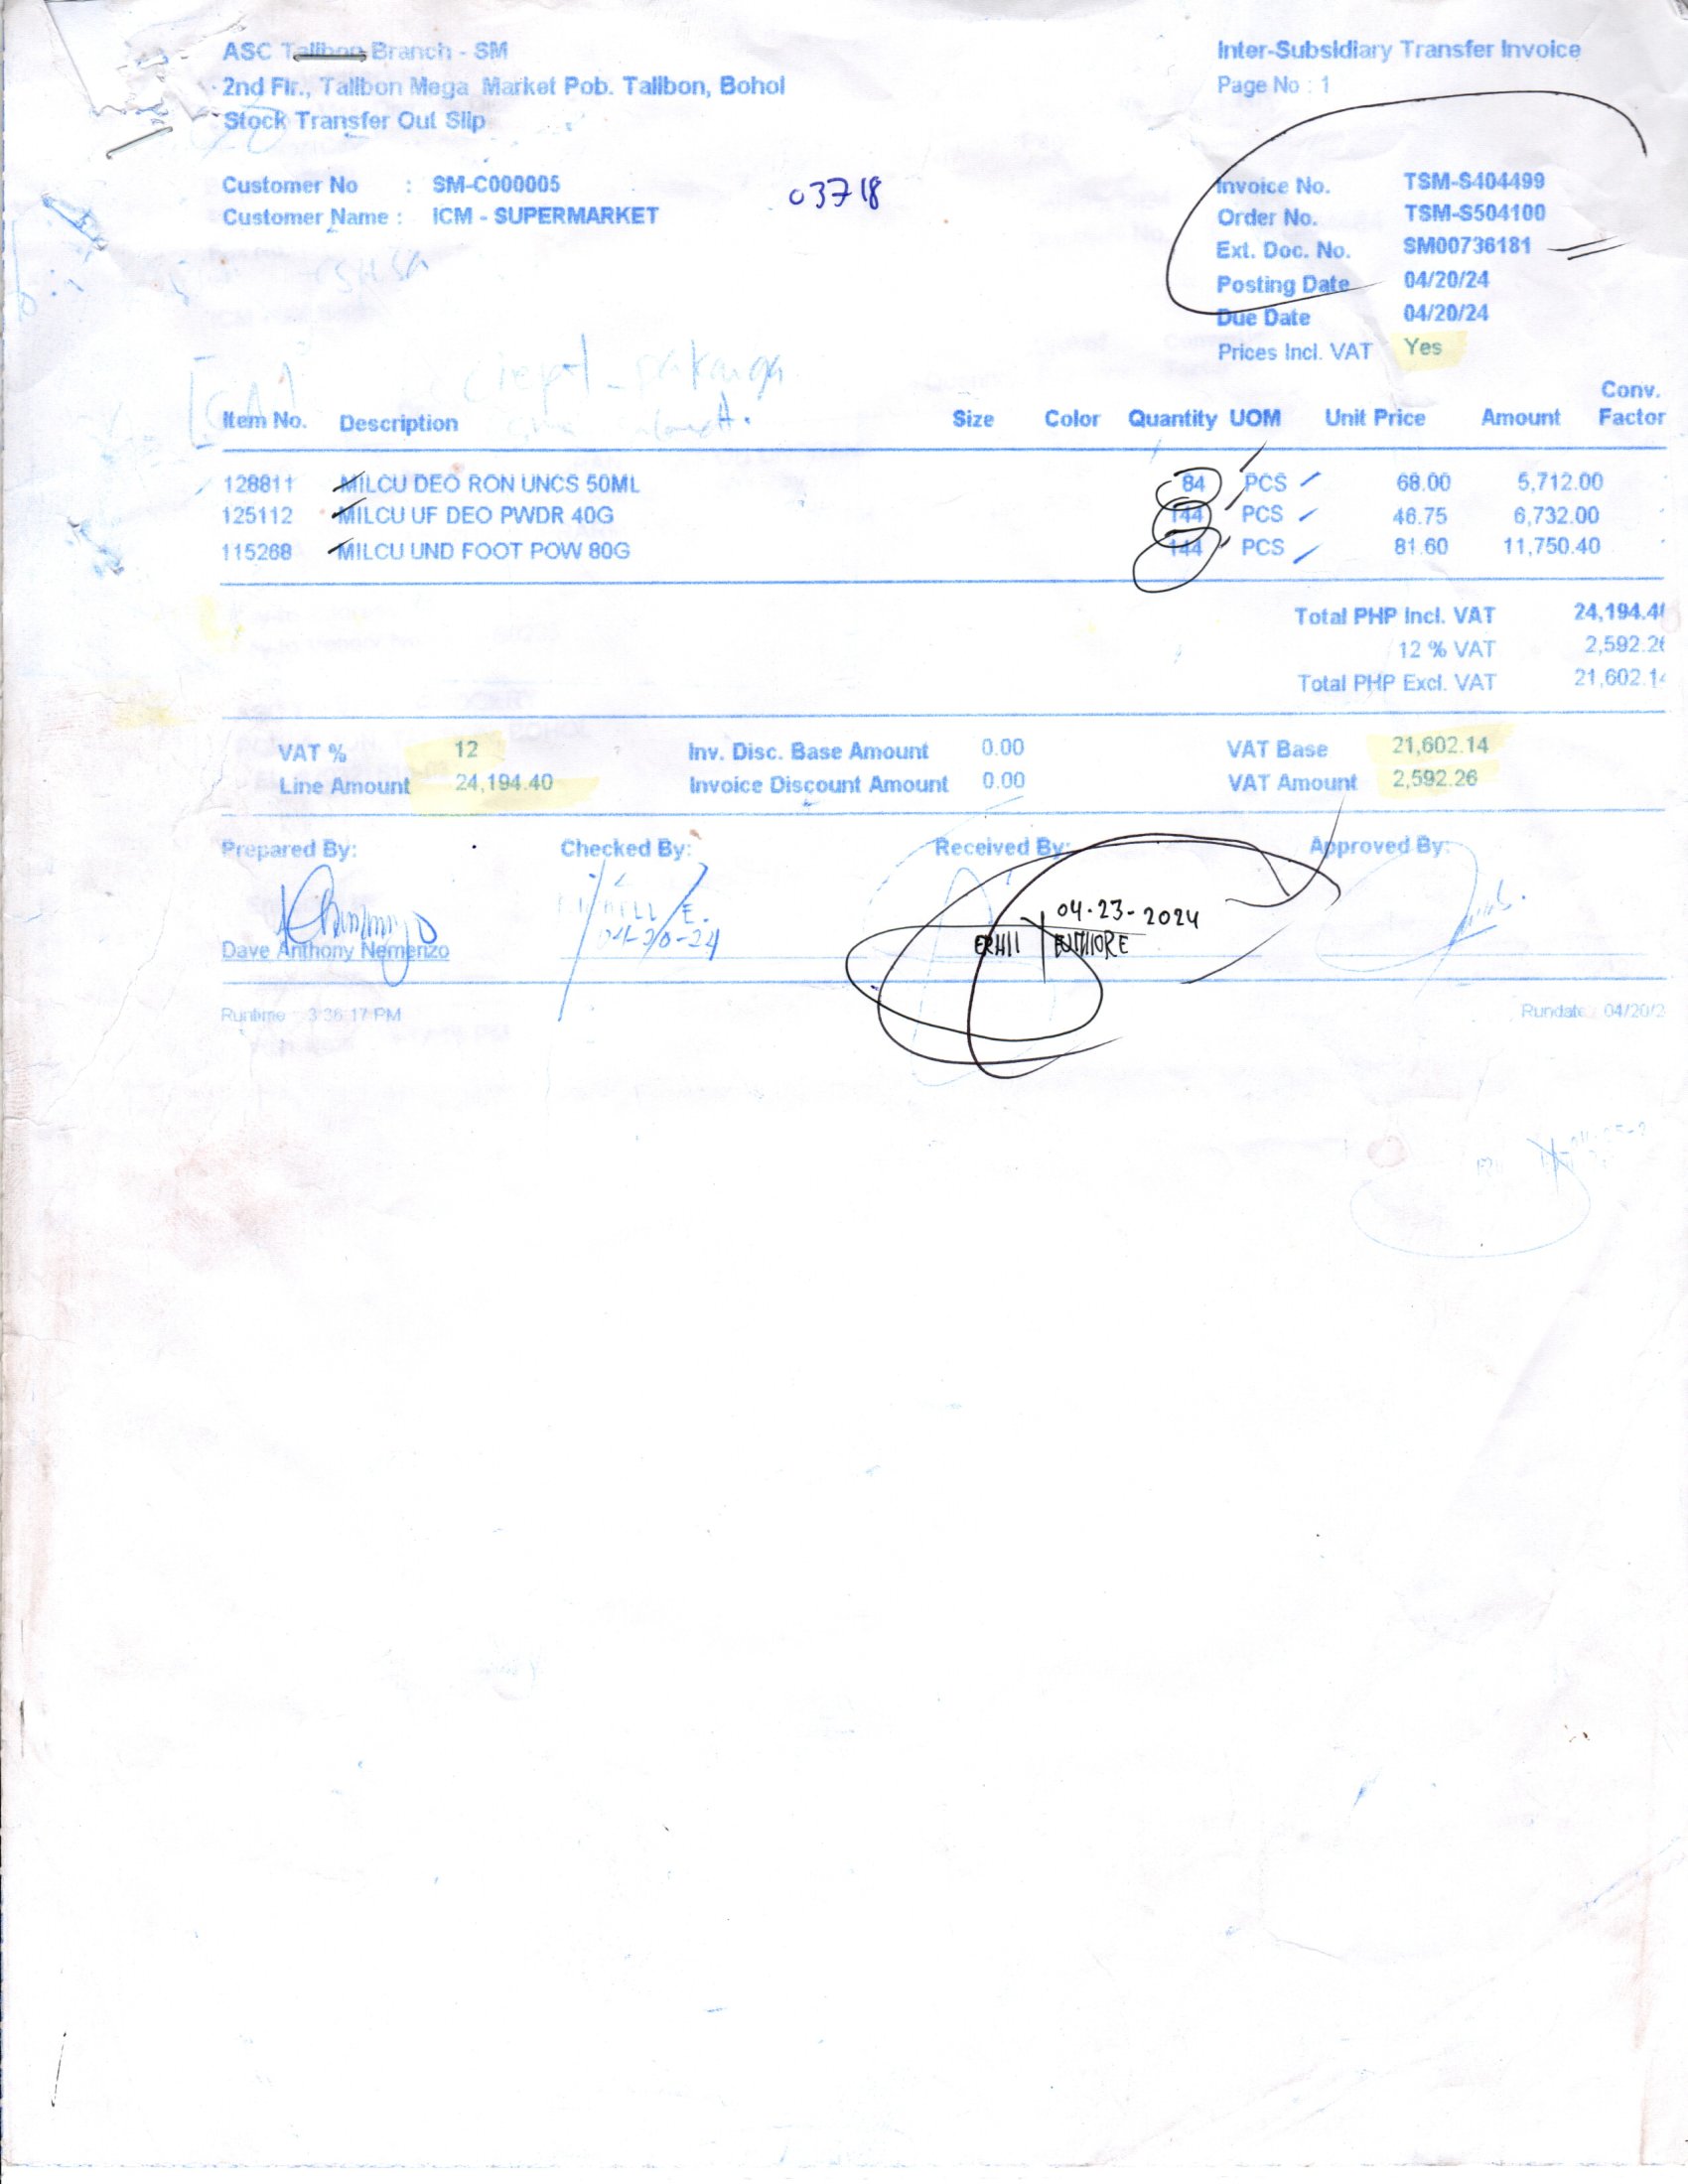 ASC Talibon Branch - SM
2nd Flr., Talibon Mega Market Pob. Talibon, Bohol
Stock Transfer Out Slip
Inter-Subsidiary Transfer Invoice
Page No : 1
Customer No : SM-C000005
Customer Name : ICM - SUPERMARKET
03718
Invoice No. TSM-S404499
Order No. TSM-S504100
Ext. Doc. No. SM00736181
Posting Date 04/20/24
Due Date 04/20/24
Prices Incl. VAT Yes
Item No. Description Size Color Quantity UOM Unit Price Amount Conv. Factor
128811 MILCU DEO RON UNCS 50ML 84 PCS 68.00 5,712.00
125112 MILCU UF DEO PWDR 40G 144 PCS 46.75 6,732.00
115268 MILCU UND FOOT POW 80G 144 PCS 81.60 11,750.40
Total PHP Incl. VAT 24,194.4
12 % VAT 2,592.2
Total PHP Excl. VAT 21,602.1
VAT % 12 Inv. Disc. Base Amount 0.00 VAT Base 21,602.14
Line Amount 24,194.40 Invoice Discount Amount 0.00 VAT Amount 2,592.26
Prepared By: Checked By: Received By: Approved By:
04-23-2024
04-20-24
Dave Anthony Nemenzo
Runtime : 3:36:17 PM
Rundate : 04/20/2